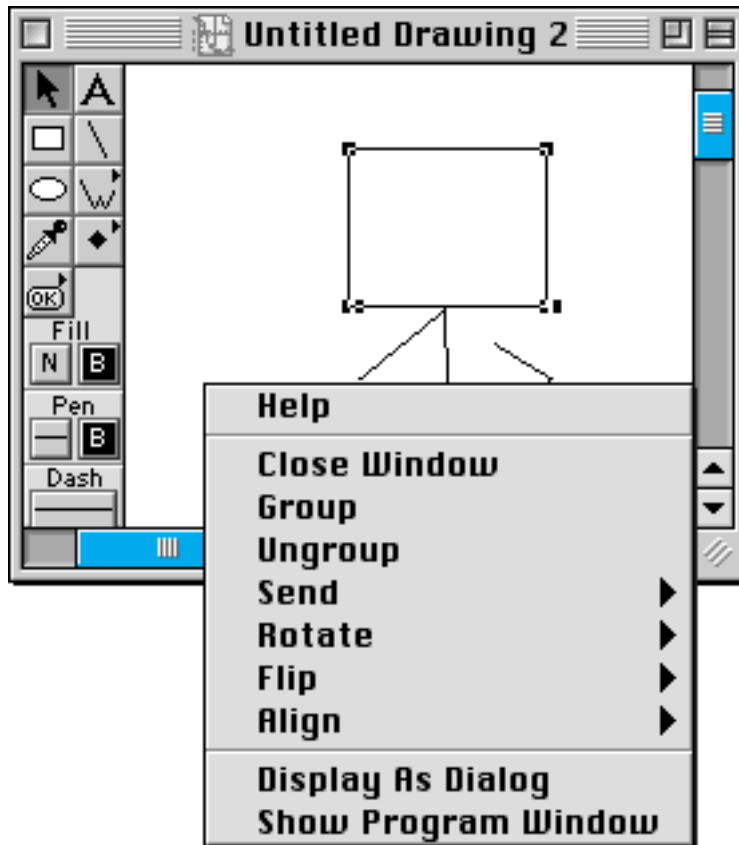 Untitled Drawing 2
A
OK
Fill
N B
Pen
B
Dash
Help
Close Window
Group
Ungroup
Send
Rotate
Flip
Align
Display As Dialog
Show Program Window